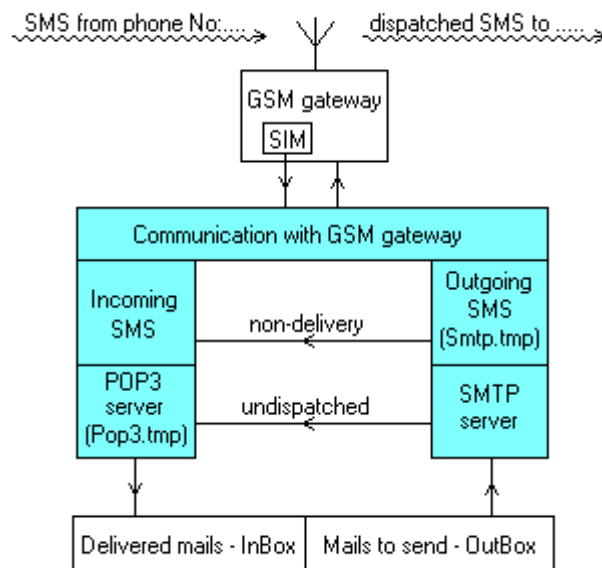 SMS from phone No:....
dispatched SMS to .....
GSM gateway
SIM
Communication with GSM gateway
Incoming
SMS
Outgoing
SMS
(Smtp.tmp)
non-delivery
POP3
server
(Pop3.tmp)
undispatched
SMTP
server
Delivered mails - InBox
Mails to send - OutBox